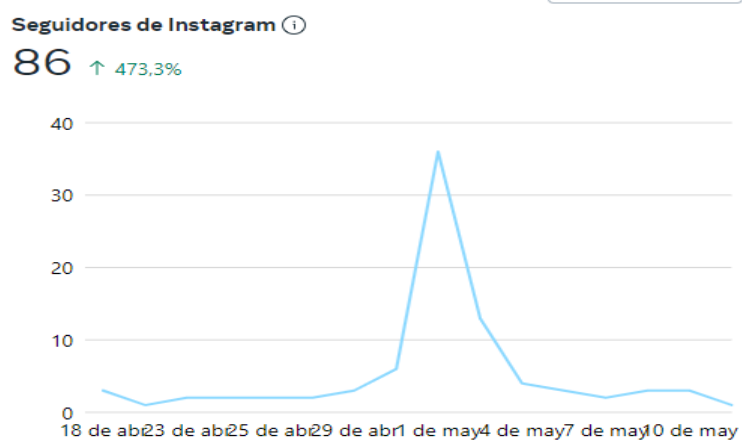 Seguidores de Instagram
86 ↑ 473,3%
40
30
20
10
0
18 de abr 23 de abr 25 de abr 29 de abr 1 de may 4 de may 7 de may 10 de may